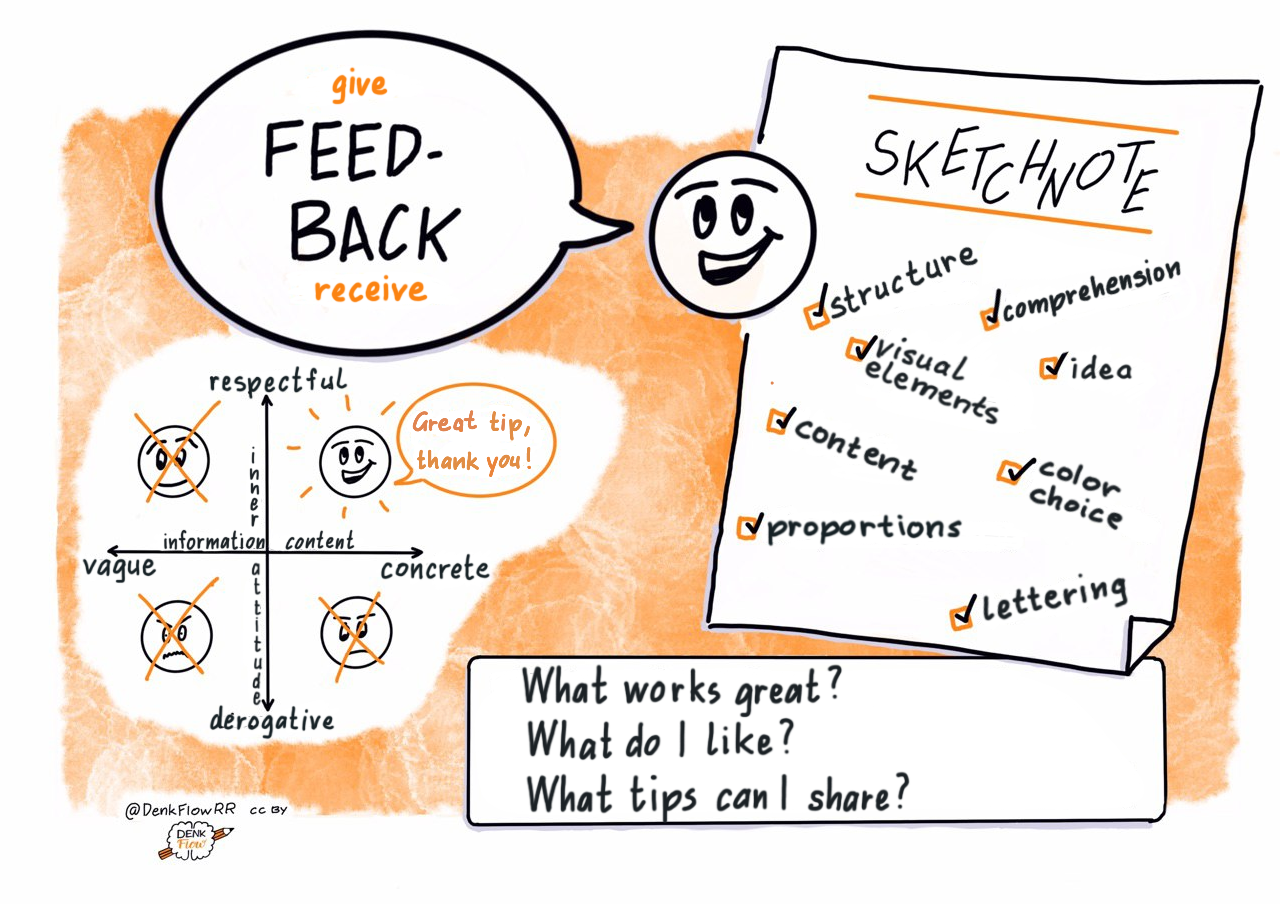 give
FEED-
BACK
receive
SKETCHNOTE
structure
comprehension
visual
elements
idea
content
color
choice
proportions
lettering
respectful
Great tip,
thank you!
inner
information content
vague
concrete
attitude
derogative
What works great?
What do I like?
What tips can I share?
@DenkFlowRR CC BY
DENK
Flow